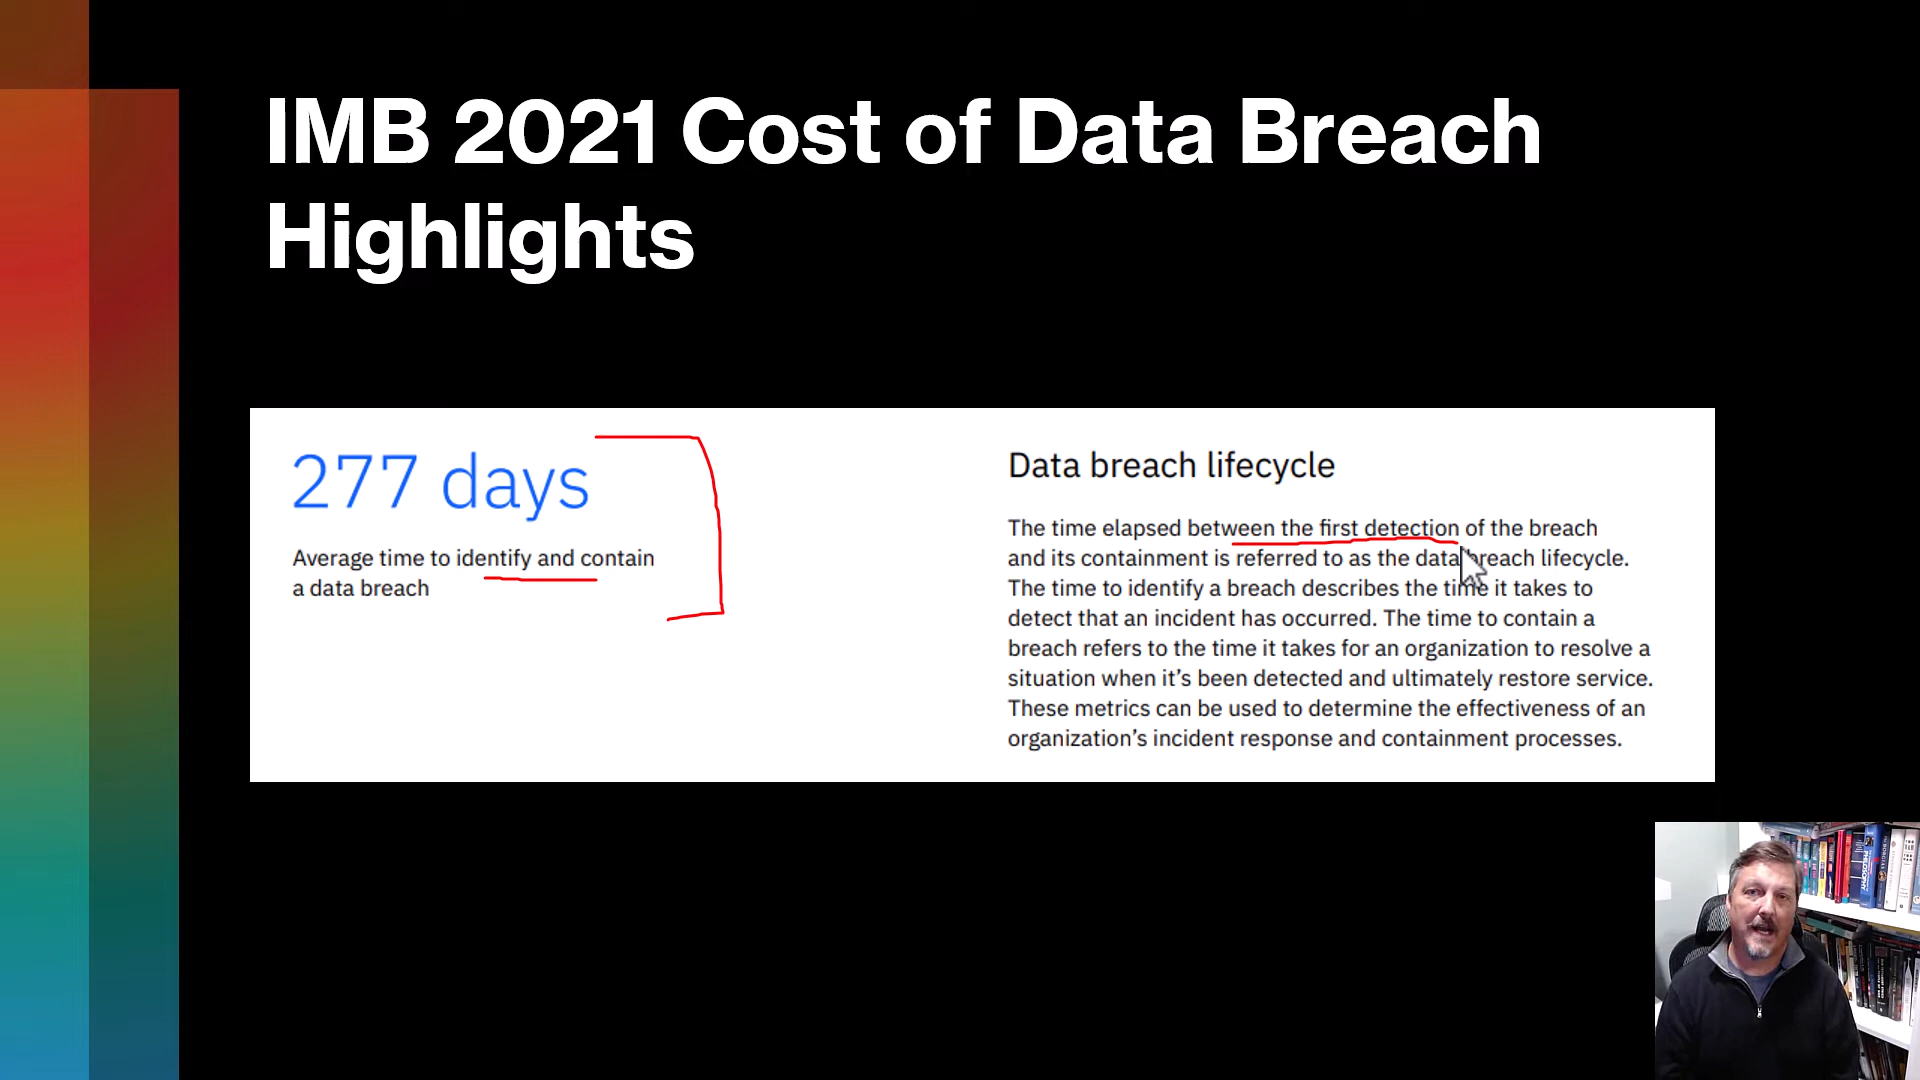 IMB 2021 Cost of Data Breach
Highlights
277 days
Average time to identify and contain
a data breach
Data breach lifecycle
The time elapsed between the first detection of the breach
and its containment is referred to as the data breach lifecycle.
The time to identify a breach describes the time it takes to
detect that an incident has occurred. The time to contain a
breach refers to the time it takes for an organization to resolve a
situation when it’s been detected and ultimately restore service.
These metrics can be used to determine the effectiveness of an
organization’s incident response and containment processes.